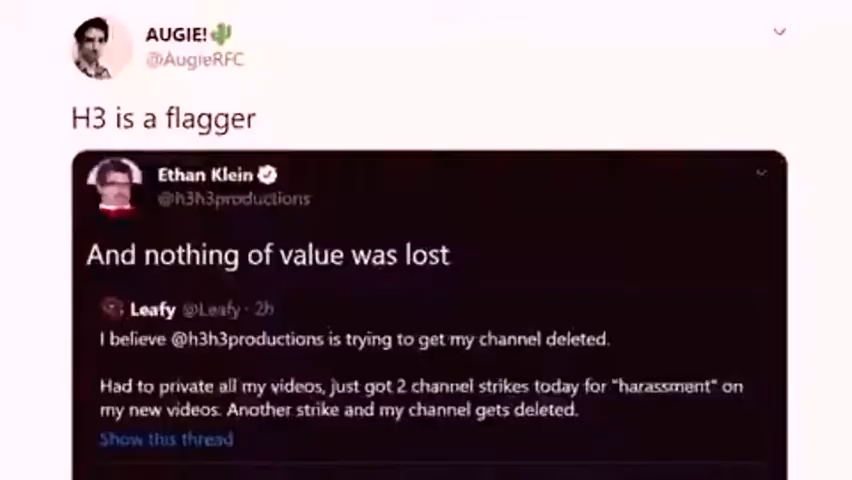 AUGIE!🌵
@AugieRFC
H3 is a flagger
Ethan Klein
@h3h3productions
And nothing of value was lost
Leafy @Leafy · 2h
I believe @h3h3productions is trying to get my channel deleted.
Had to private all my videos, just got 2 channel strikes today for "harassment" on
my new videos. Another strike and my channel gets deleted.
Show this thread